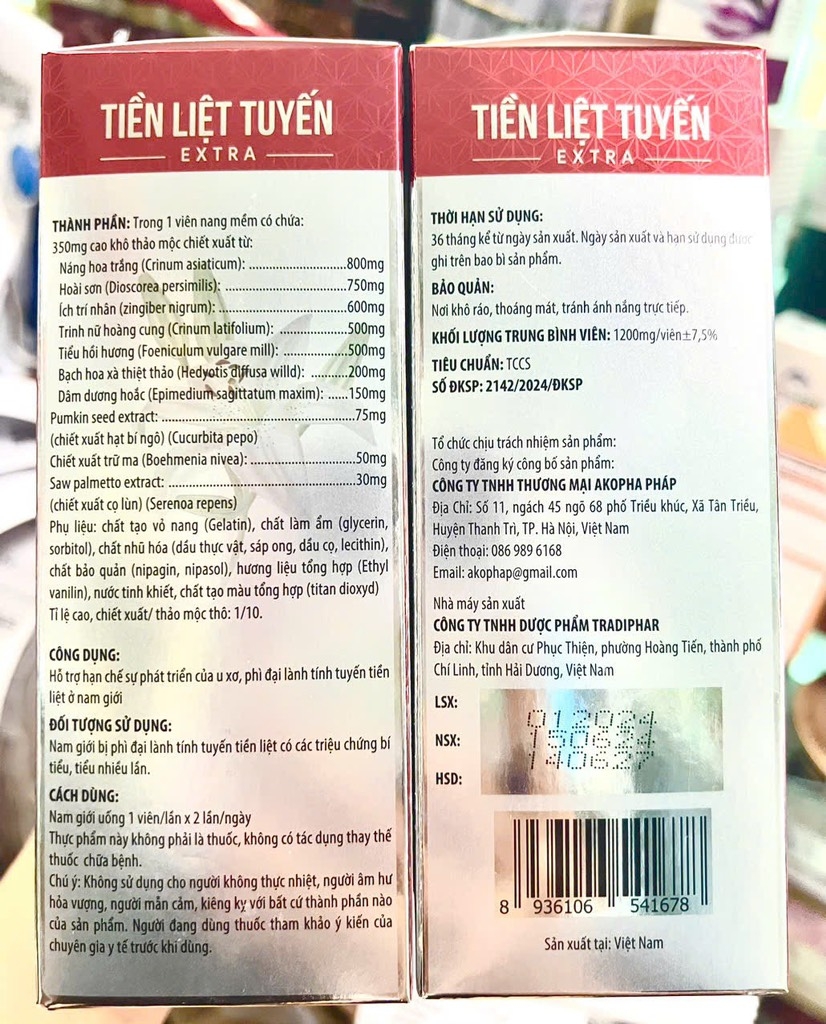 TIỀN LIỆT TUYẾN
EXTRA
THÀNH PHẦN: Trong 1 viên nang mềm có chứa:
350mg cao khô thảo mộc chiết xuất từ:
Náng hoa trắng (Crinum asiaticum): ..........................800mg
Hoài sơn (Dioscorea persimilis): ................................750mg
Ích trí nhân (zingiber nigrum): ..................................600mg
Trinh nữ hoàng cung (Crinum latifolium): ..................500mg
Tiểu hồi hương (Foeniculum vulgare mill): ................500mg
Bạch hoa xà thiệt thảo (Hedyotis diffusa willd): ..........200mg
Dâm dương hoắc (Epimedium sagittatum maxim): ......150mg
Pumkin seed extract: ..................................................75mg
(chiết xuất hạt bí ngô) (Cucurbita pepo)
Chiết xuất trữ ma (Boehmenia nivea): ..........................50mg
Saw palmetto extract: ................................................30mg
(chiết xuất cọ lùn) (Serenoa repens)
Phụ liệu: chất tạo vỏ nang (Gelatin), chất làm ẩm (glycerin,
sorbitol), chất nhũ hóa (dầu thực vật, sáp ong, dầu cọ, lecithin),
chất bảo quản (nipagin, nipasol), hương liệu tổng hợp (Ethyl
vanilin), nước tinh khiết, chất tạo màu tổng hợp (titan dioxyd)
Tỉ lệ cao, chiết xuất/ thảo mộc thô: 1/10.
CÔNG DỤNG:
Hỗ trợ hạn chế sự phát triển của u xơ, phì đại lành tính tuyến tiền
liệt ở nam giới
ĐỐI TƯỢNG SỬ DỤNG:
Nam giới bị phì đại lành tính tuyến tiền liệt có các triệu chứng bí
tiểu, tiểu nhiều lần.
CÁCH DÙNG:
Nam giới uống 1 viên/lần x 2 lần/ngày
Thực phẩm này không phải là thuốc, không có tác dụng thay thế
thuốc chữa bệnh.
Chú ý: Không sử dụng cho người không thực nhiệt, người âm hư
hỏa vượng, người mẫn cảm, kiêng kỵ với bất cứ thành phần nào
của sản phẩm. Người đang dùng thuốc tham khảo ý kiến của
chuyên gia y tế trước khi dùng.
TIỀN LIỆT TUYẾN
EXTRA
THỜI HẠN SỬ DỤNG:
36 tháng kể từ ngày sản xuất. Ngày sản xuất và hạn sử dụng được
ghi trên bao bì sản phẩm.
BẢO QUẢN:
Nơi khô ráo, thoáng mát, tránh ánh nắng trực tiếp.
KHỐI LƯỢNG TRUNG BÌNH VIÊN: 1200mg/viên±7,5%
TIÊU CHUẨN: TCCS
SỐ ĐKSP: 2142/2024/ĐKSP
Tổ chức chịu trách nhiệm sản phẩm:
Công ty đăng ký công bố sản phẩm:
CÔNG TY TNHH THƯƠNG MẠI AKOPHA PHÁP
Địa Chỉ: Số 11, ngách 45 ngõ 68 phố Triều khúc, Xã Tân Triều,
Huyện Thanh Trì, TP. Hà Nội, Việt Nam
Điện thoại: 086 989 6168
Email: akophap@gmail.com
Nhà máy sản xuất
CÔNG TY TNHH DƯỢC PHẨM TRADIPHAR
Địa chỉ: Khu dân cư Phục Thiện, phường Hoàng Tiến, thành phố
Chí Linh, tỉnh Hải Dương, Việt Nam
LSX: 012024
NSX: 150624
HSD: 140627
8 936106 541678
Sản xuất tại: Việt Nam